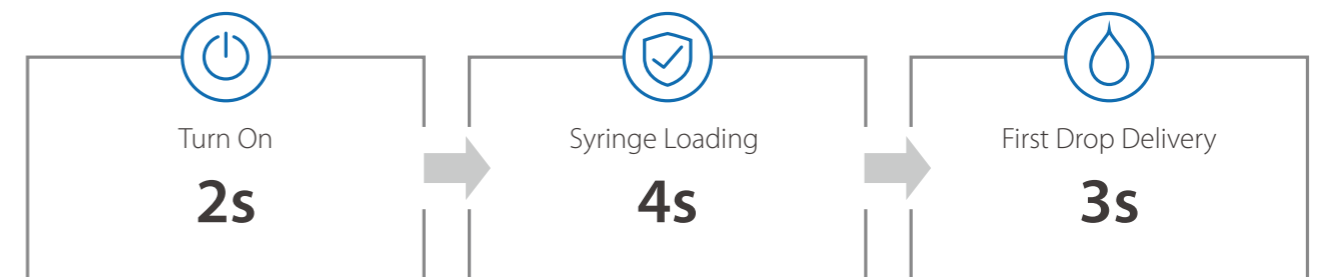 Turn On
2s
Syringe Loading
4s
First Drop Delivery
3s